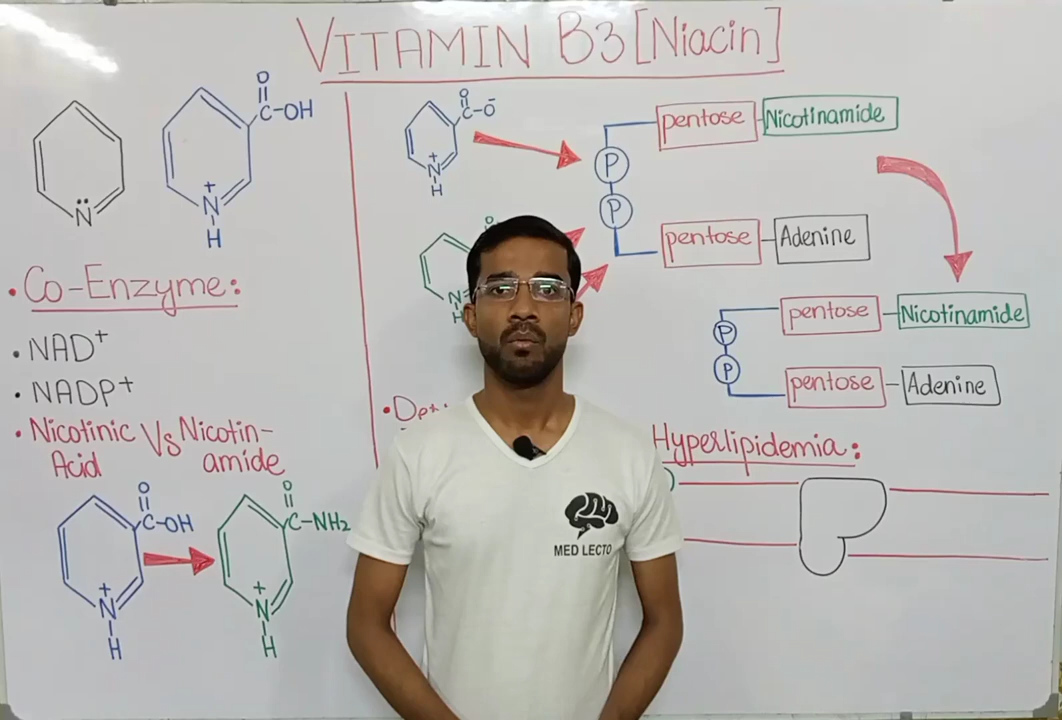 VITAMIN B3 [Niacin]
O
C-OH
N
+
N
H
• Co-Enzyme:
• NAD+
• NADP+
• Nicotinic Vs Nicotin-
Acid amide
O
C-OH
+
N
H
O
C-NH2
+
N
H
O
C-O-
+
N
H
O
N
H
P
P
pentose Nicotinamide
pentose Adenine
P
P
pentose Nicotinamide
pentose Adenine
Hyperlipidemia:
MED LECTO